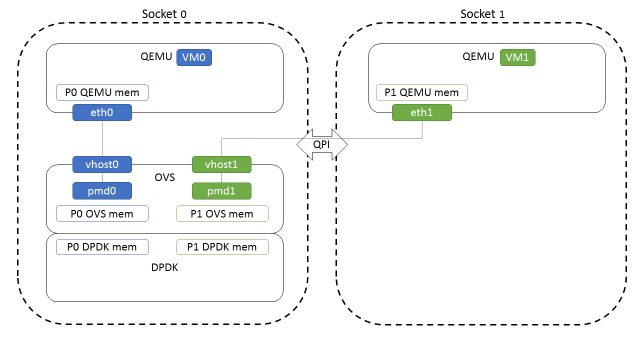 Socket 0
Socket 1
QEMU VM0
QEMU VM1
P0 QEMU mem
P1 QEMU mem
eth0
eth1
QPI
vhost0
vhost1
OVS
pmd0
pmd1
P0 OVS mem
P1 OVS mem
P0 DPDK mem
P1 DPDK mem
DPDK